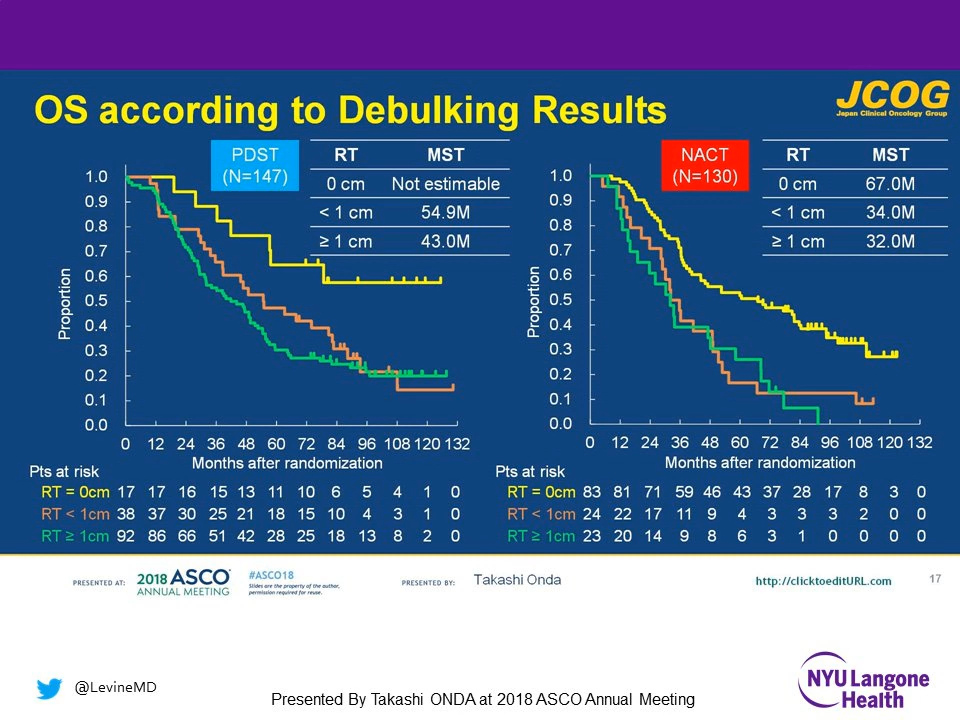 OS according to Debulking Results
JCOG
Japan Clinical Oncology Group
PDST
(N=147)
RT MST
0 cm Not estimable
< 1 cm 54.9M
≥ 1 cm 43.0M
Proportion
1.0
0.9
0.8
0.7
0.6
0.5
0.4
0.3
0.2
0.1
0.0
0 12 24 36 48 60 72 84 96 108 120 132
Months after randomization
Pts at risk
RT = 0cm 17 17 16 15 13 11 10 6 5 4 1 0
RT < 1cm 38 37 30 25 21 18 15 10 4 3 1 0
RT ≥ 1cm 92 86 66 51 42 28 25 18 13 8 2 0
NACT
(N=130)
RT MST
0 cm 67.0M
< 1 cm 34.0M
≥ 1 cm 32.0M
Proportion
1.0
0.9
0.8
0.7
0.6
0.5
0.4
0.3
0.2
0.1
0.0
0 12 24 36 48 60 72 84 96 108 120 132
Months after randomization
Pts at risk
RT = 0cm 83 81 71 59 46 43 37 28 17 8 3 0
RT < 1cm 24 22 17 11 9 4 3 3 3 2 0 0
RT ≥ 1cm 23 20 14 9 8 6 3 1 0 0 0 0
PRESENTED AT:
2018 ASCO
ANNUAL MEETING
#ASCO18
Slides are the property of the author,
permission required for reuse.
PRESENTED BY:
Takashi Onda
http://clicktoeditURL.com
17
@LevineMD
Presented By Takashi ONDA at 2018 ASCO Annual Meeting
NYU Langone
Health